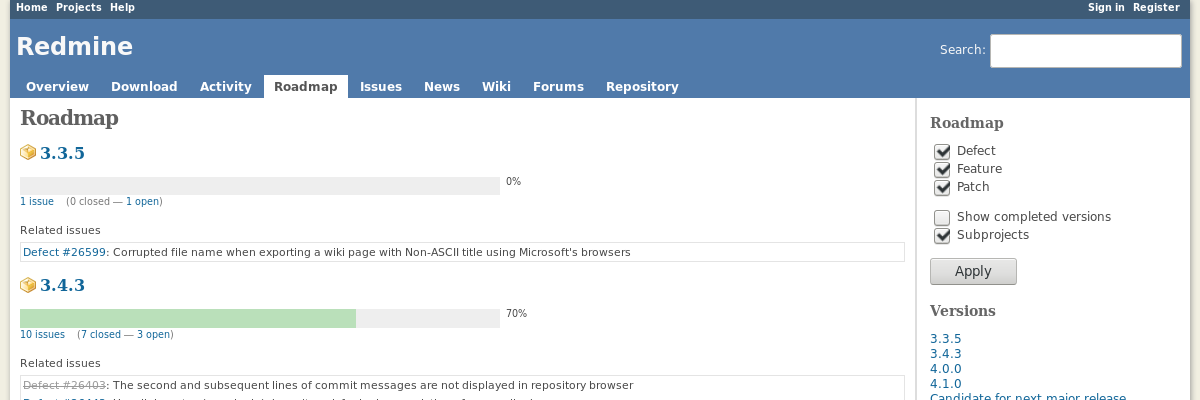 Home Projects Help Sign in Register
Redmine
Search:
Overview Download Activity Roadmap Issues News Wiki Forums Repository
Roadmap
3.3.5
0%
1 issue (0 closed — 1 open)
Related issues
Defect #26599: Corrupted file name when exporting a wiki page with Non-ASCII title using Microsoft's browsers
3.4.3
70%
10 issues (7 closed — 3 open)
Related issues
Defect #26403: The second and subsequent lines of commit messages are not displayed in repository browser
Roadmap
Defect
Feature
Patch
Show completed versions
Subprojects
Apply
Versions
3.3.5
3.4.3
4.0.0
4.1.0
Candidate for next major release